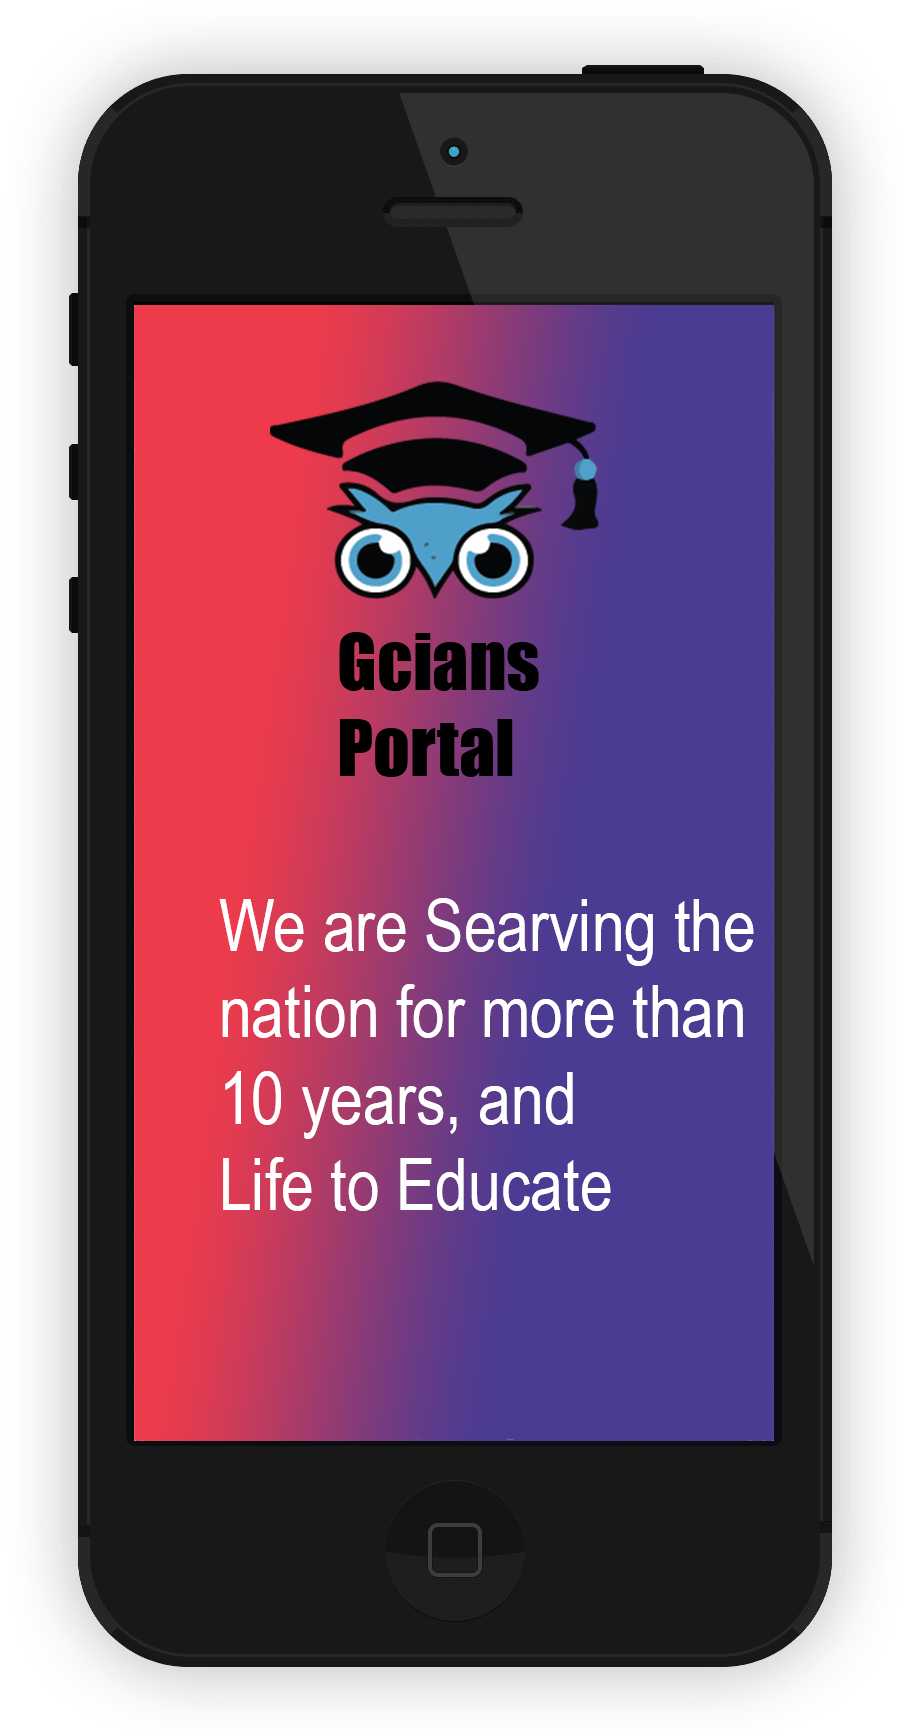 Gcians
Portal
We are Searving the
nation for more than
10 years, and
Life to Educate